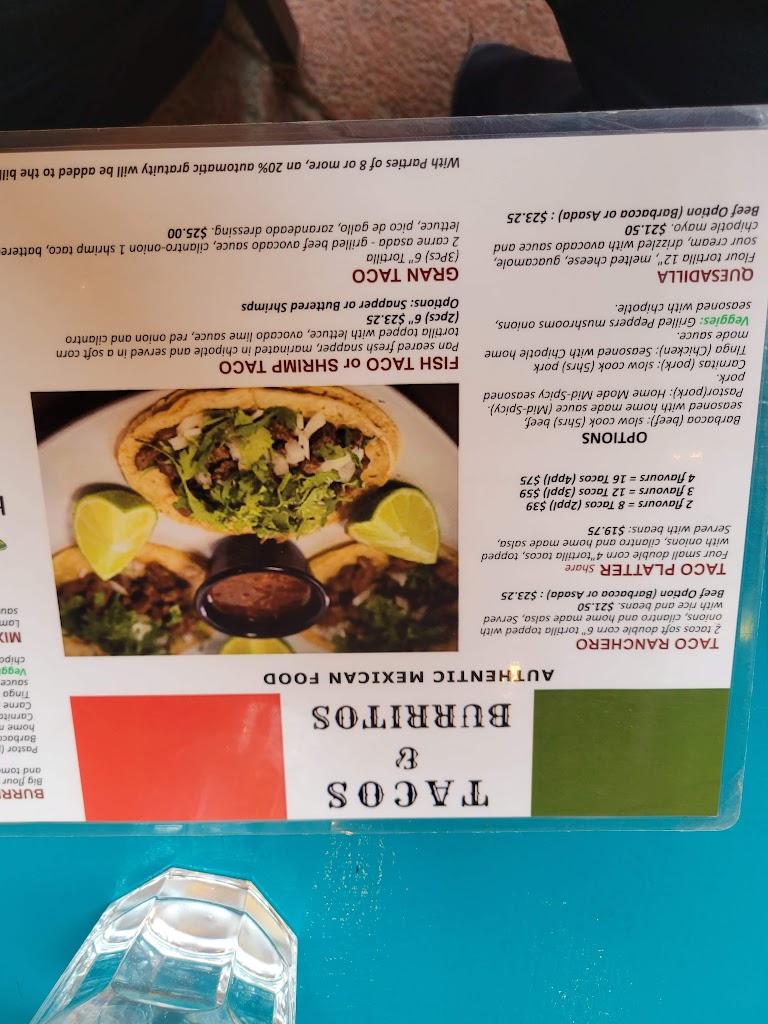 TACOS
&
BURRITOS
AUTHENTIC MEXICAN FOOD
TACO RANCHERO
2 tacos soft double corn 6" tortilla topped with
onions, cilantro and home made salsa, Served
with rice and beans. $21.50
Beef Option (Barbacoa or Asada) : $23.25
TACO PLATTER Share
Four small double corn 4"tortilla tacos, topped
with onions, cilantro and home made salsa,
Served with beans: $19.75
2 flavours = 8 Tacos (2ppl) $39
3 flavours = 12 Tacos (3ppl) $59
4 flavours = 16 Tacos (4ppl) $75
OPTIONS
Barbacoa (beef): slow cook (5hrs) beef,
seasoned with home made sauce (Mid-Spicy).
Pastor(pork): Home Mode Mid-Spicy seasoned
pork.
Carnitas (pork): slow cook (5hrs) pork
Tinga (Chicken): Seasoned with Chipotle home
mode sauce.
Veggies: Grilled Peppers mushrooms onions,
seasoned with chipotle.
QUESADILLA
Flour tortilla 12", melted cheese, guacamole,
sour cream, drizzled with avocado sauce and
chipotle mayo. $21.50
Beef Option (Barbacoa or Asada) : $23.25
FISH TACO or SHRIMP TACO
Pan seared fresh snapper, marinated in chipotle and served in a soft corn
tortilla topped with lettuce, avocado lime sauce, red onion and cilantro
(2pcs) 6" $23.25
Options: Snapper or Buttered Shrimps
GRAN TACO
(3Pcs) 6" Tortilla
2 carne asada - grilled beef avocado sauce, cilantro-onion 1 shrimp taco, battered
lettuce, pico de gallo, zarandeado dressing. $25.00
With Parties of 8 or more, an 20% automatic gratuity will be added to the bill
Big flour
and
Pastor
home
Tinga
sauce